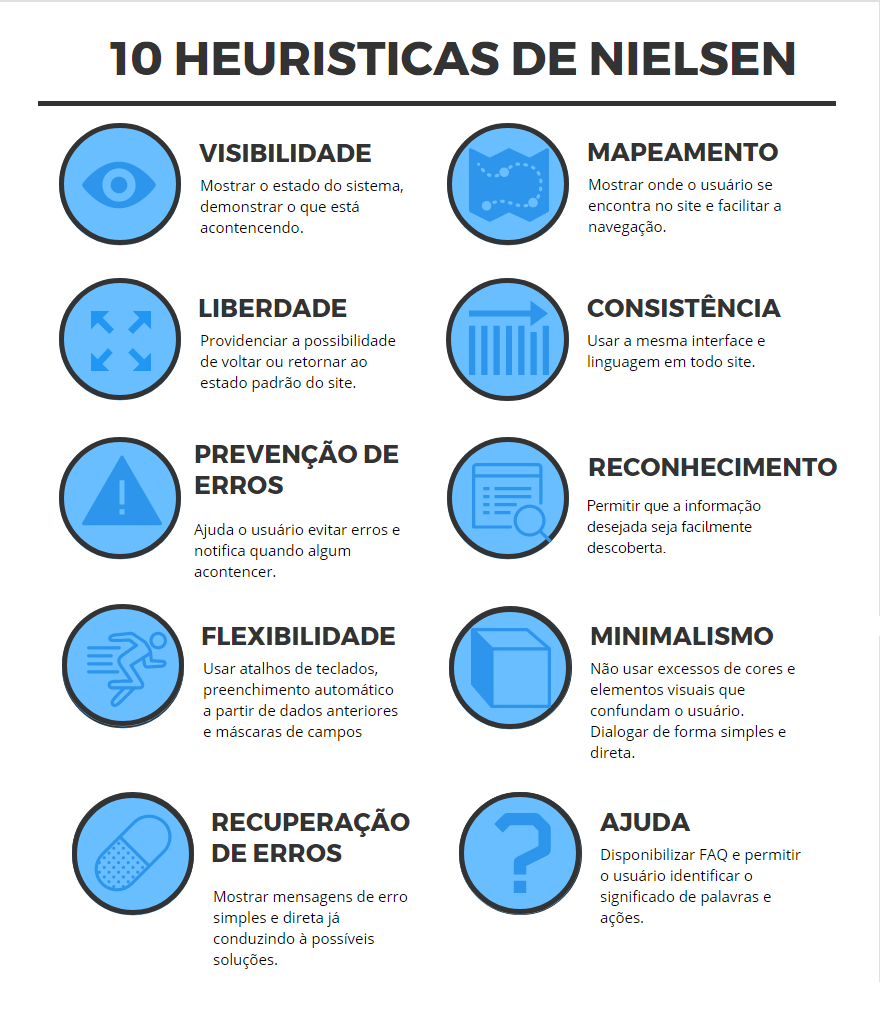 10 HEURISTICAS DE NIELSEN
VISIBILIDADE
Mostrar o estado do sistema,
demonstrar o que está
acontencendo.
MAPEAMENTO
Mostrar onde o usuário se
encontra no site e facilitar a
navegação.
LIBERDADE
Providenciar a possibilidade
de voltar ou retornar ao
estado padrão do site.
CONSISTÊNCIA
Usar a mesma interface e
linguagem em todo site.
PREVENÇÃO DE
ERROS
Ajuda o usuário evitar erros e
notifica quando algum
acontencer.
RECONHECIMENTO
Permitir que a informação
desejada seja facilmente
descoberta.
FLEXIBILIDADE
Usar atalhos de teclados,
preenchimento automático
a partir de dados anteriores
e máscaras de campos
MINIMALISMO
Não usar excessos de cores e
elementos visuais que
confundam o usuário.
Dialogar de forma simples e
direta.
RECUPERAÇÃO
DE ERROS
Mostrar mensagens de erro
simples e direta já
conduzindo à possíveis
soluções.
AJUDA
Disponibilizar FAQ e permitir
o usuário identificar o
significado de palavras e
ações.